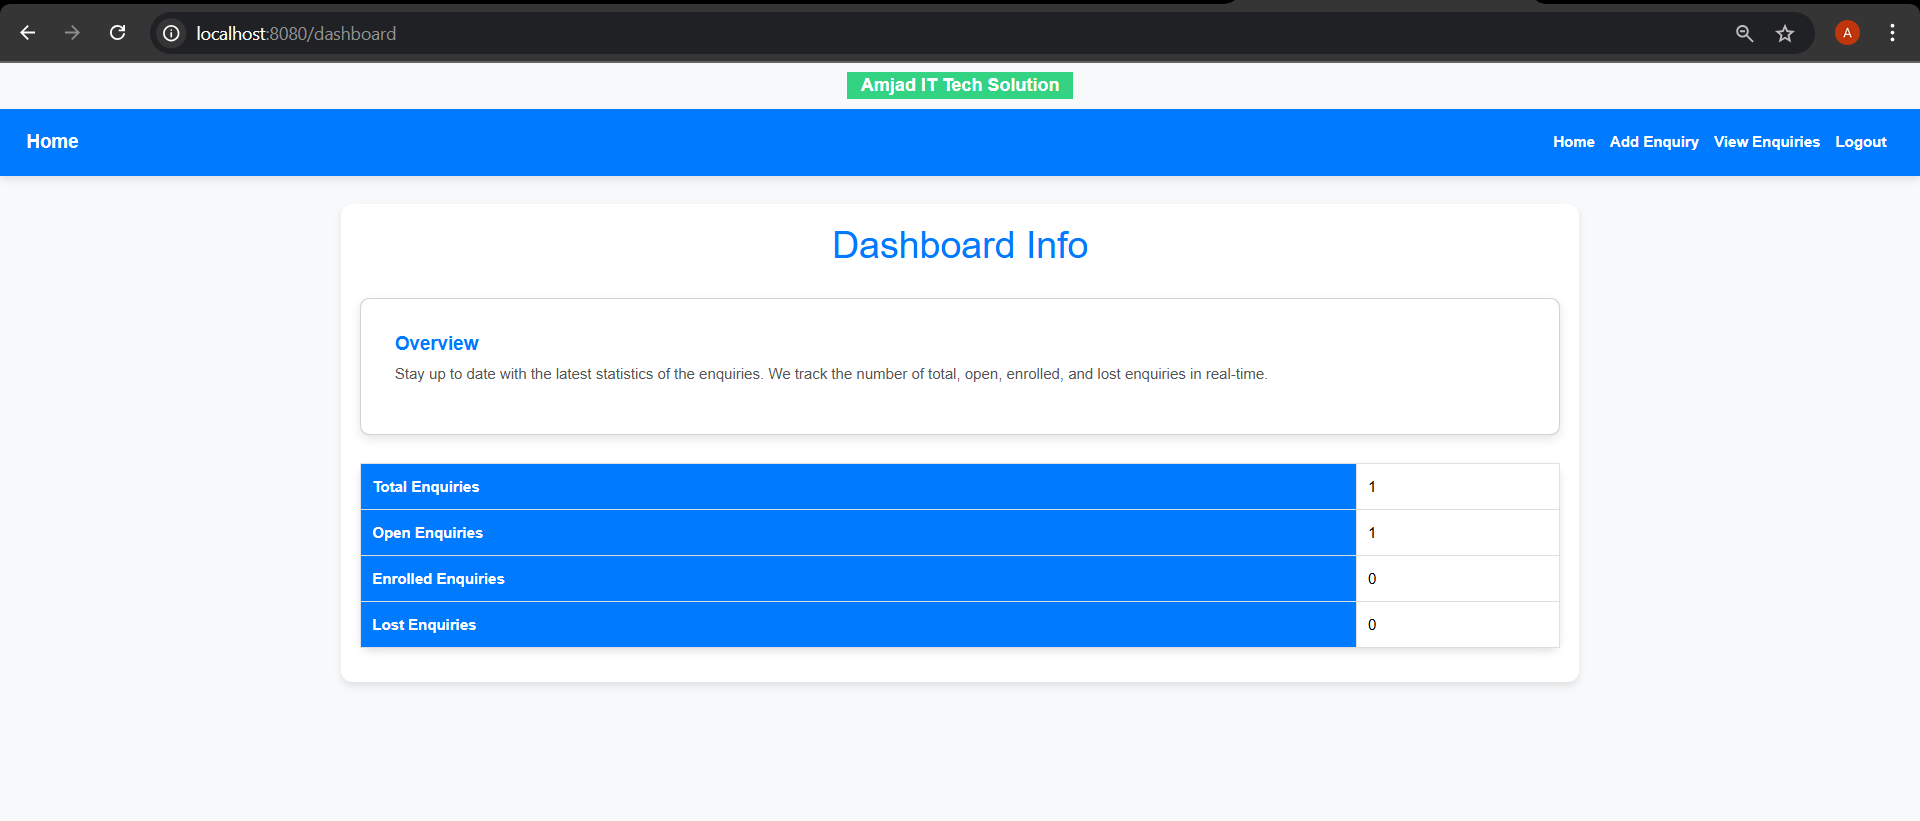 localhost:8080/dashboard
A
Amjad IT Tech Solution
Home
Home Add Enquiry View Enquiries Logout
Dashboard Info
Overview
Stay up to date with the latest statistics of the enquiries. We track the number of total, open, enrolled, and lost enquiries in real-time.
Total Enquiries 1
Open Enquiries 1
Enrolled Enquiries 0
Lost Enquiries 0